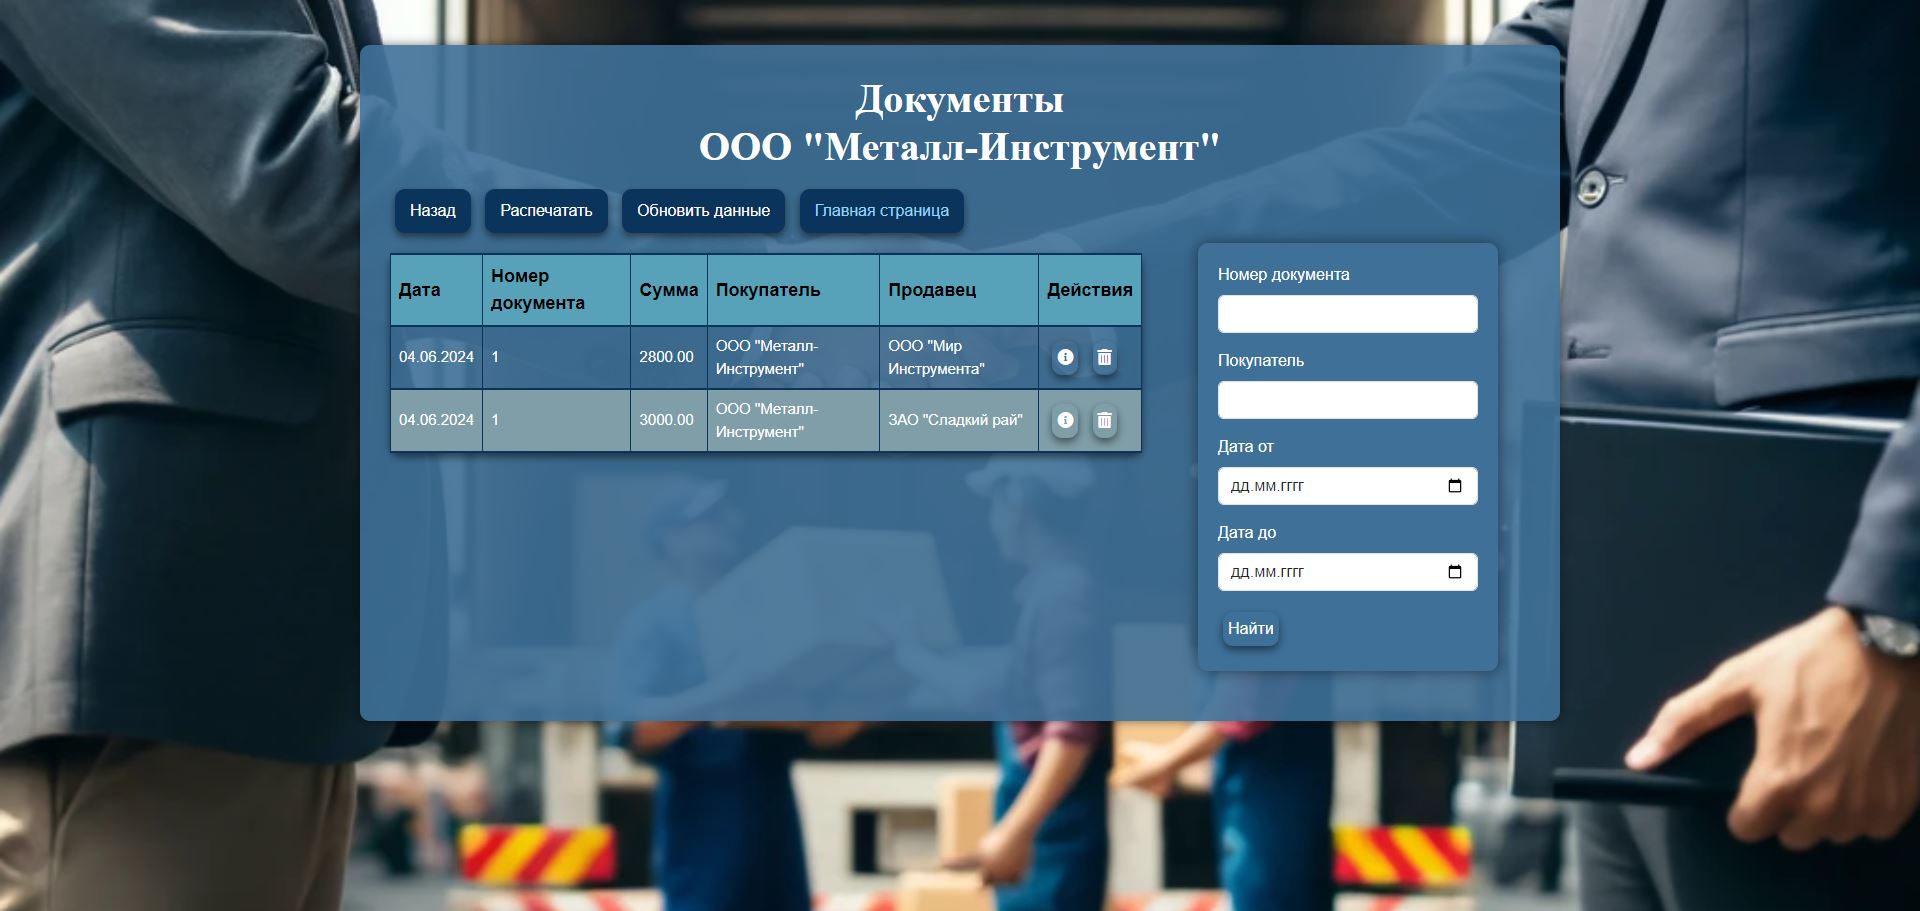 Документы
ООО "Металл-Инструмент"
Назад Распечатать Обновить данные Главная страница
Дата Номер документа Сумма Покупатель Продавец Действия
04.06.2024 1 2800.00 ООО "Металл-Инструмент" ООО "Мир Инструмента"
04.06.2024 1 3000.00 ООО "Металл-Инструмент" ЗАО "Сладкий рай"
Номер документа
Покупатель
Дата от
дд.мм.гггг
Дата до
дд.мм.гггг
Найти